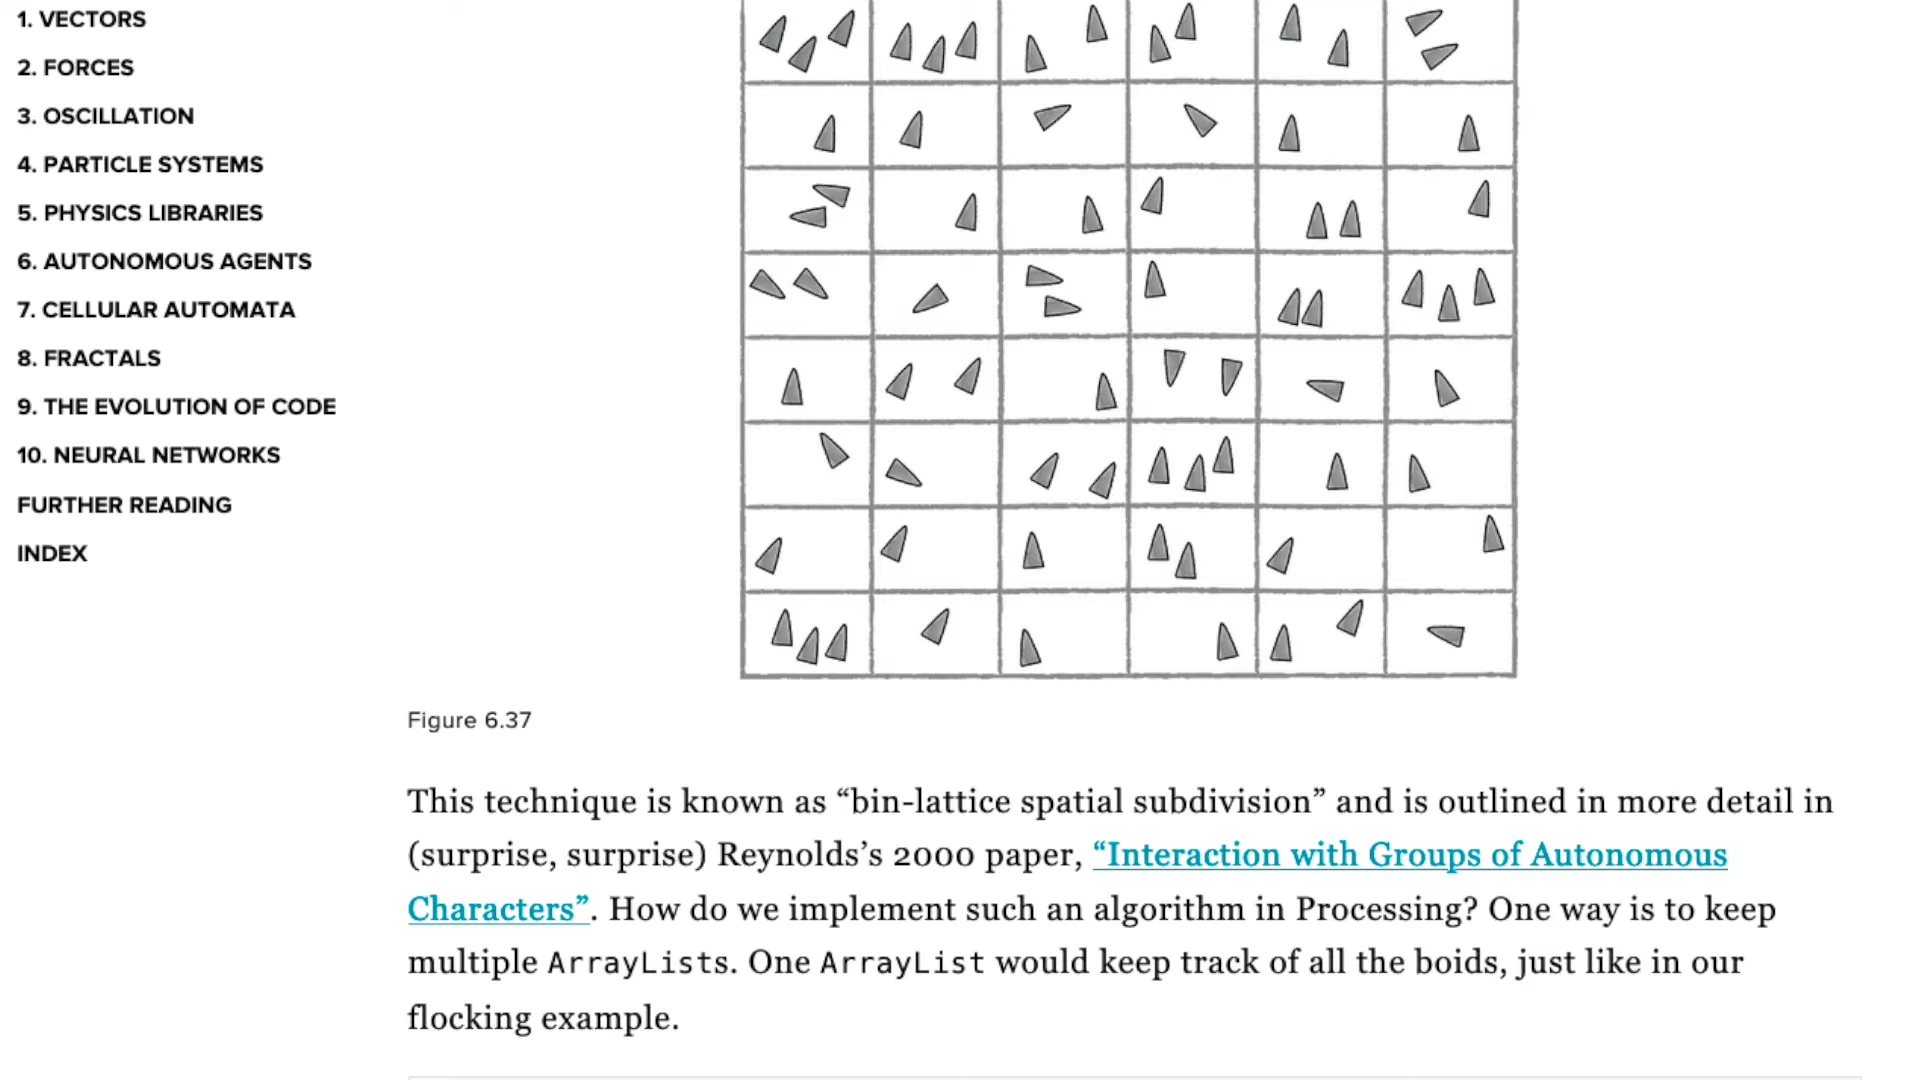 1. VECTORS
2. FORCES
3. OSCILLATION
4. PARTICLE SYSTEMS
5. PHYSICS LIBRARIES
6. AUTONOMOUS AGENTS
7. CELLULAR AUTOMATA
8. FRACTALS
9. THE EVOLUTION OF CODE
10. NEURAL NETWORKS
FURTHER READING
INDEX
Figure 6.37
This technique is known as “bin-lattice spatial subdivision” and is outlined in more detail in
(surprise, surprise) Reynolds’s 2000 paper, “Interaction with Groups of Autonomous
Characters”. How do we implement such an algorithm in Processing? One way is to keep
multiple ArrayLists. One ArrayList would keep track of all the boids, just like in our
flocking example.